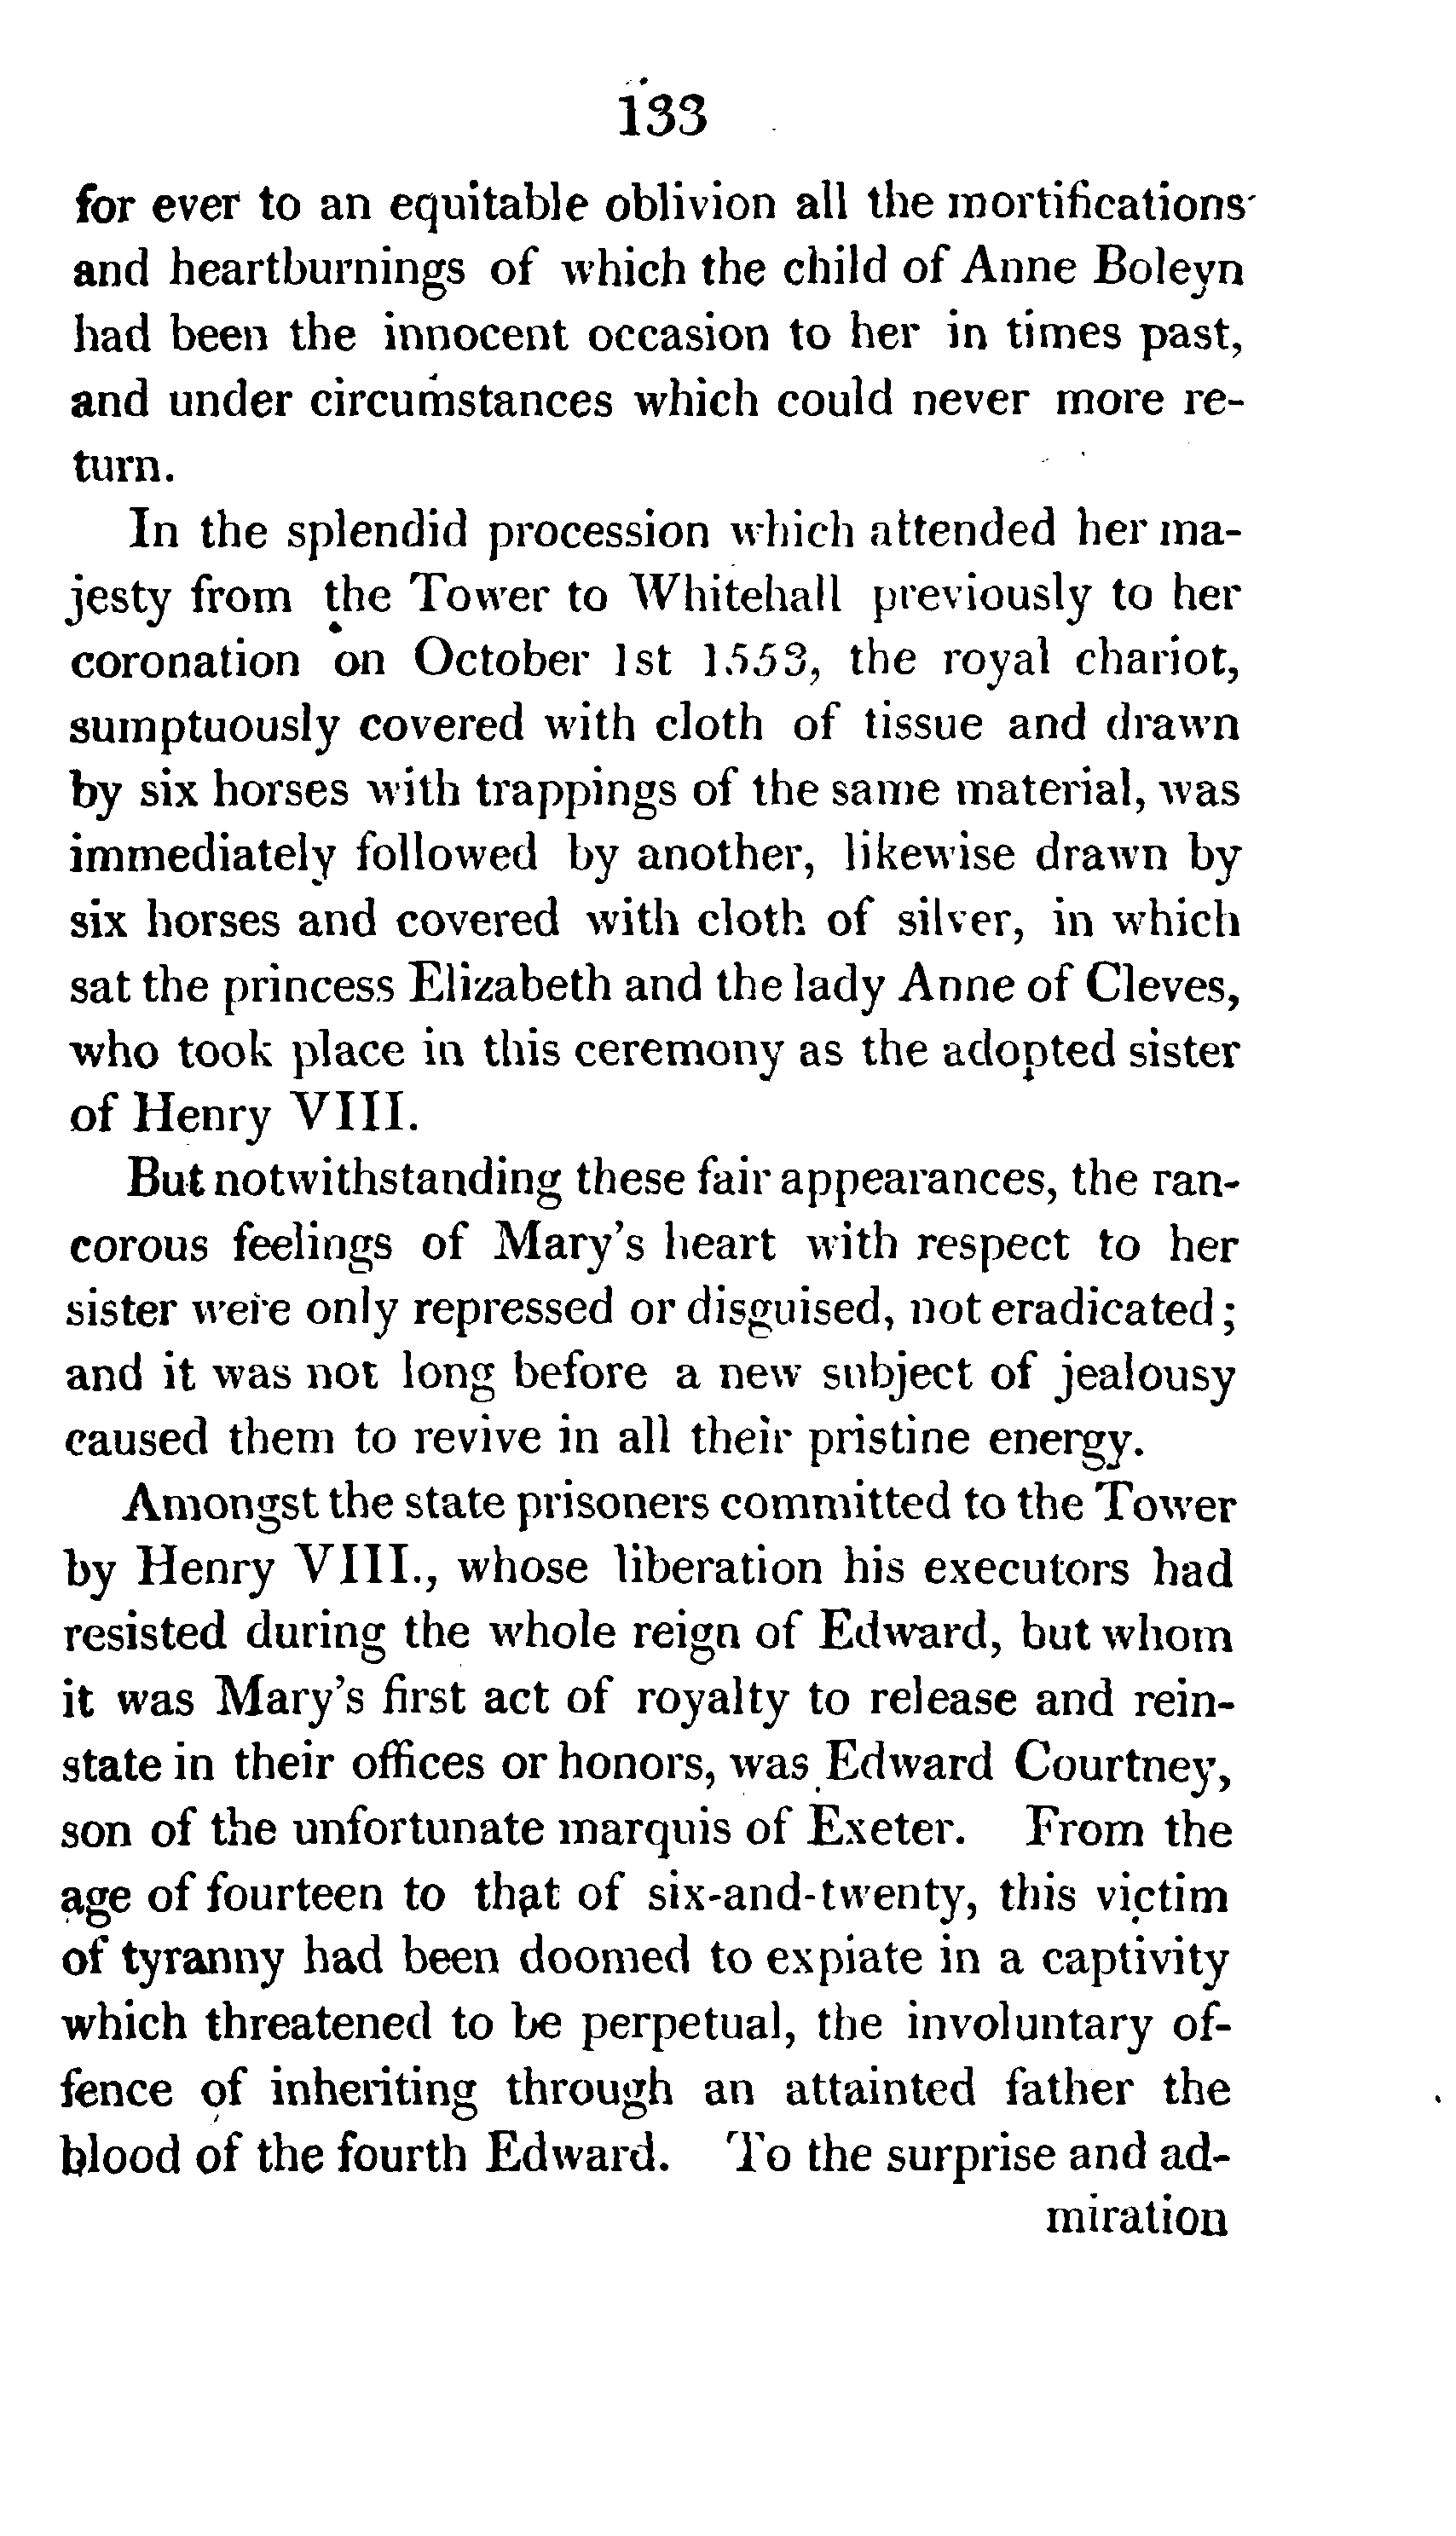 133
for ever to an equitable oblivion all the mortifications
and heartburnings of which the child of Anne Boleyn
had been the innocent occasion to her in times past,
and under circumstances which could never more re-
turn.
In the splendid procession which attended her ma-
jesty from the Tower to Whitehall previously to her
coronation on October 1st 1553, the royal chariot,
sumptuously covered with cloth of tissue and drawn
by six horses with trappings of the same material, was
immediately followed by another, likewise drawn by
six horses and covered with cloth of silver, in which
sat the princess Elizabeth and the lady Anne of Cleves,
who took place in this ceremony as the adopted sister
of Henry VIII.
But notwithstanding these fair appearances, the ran-
corous feelings of Mary's heart with respect to her
sister were only repressed or disguised, not eradicated;
and it was not long before a new subject of jealousy
caused them to revive in all their pristine energy.
Amongst the state prisoners committed to the Tower
by Henry VIII., whose liberation his executors had
resisted during the whole reign of Edward, but whom
it was Mary's first act of royalty to release and rein-
state in their offices or honors, was Edward Courtney,
son of the unfortunate marquis of Exeter. From the
age of fourteen to that of six-and-twenty, this victim
of tyranny had been doomed to expiate in a captivity
which threatened to be perpetual, the involuntary of-
fence of inheriting through an attainted father the
blood of the fourth Edward. To the surprise and ad-
miration